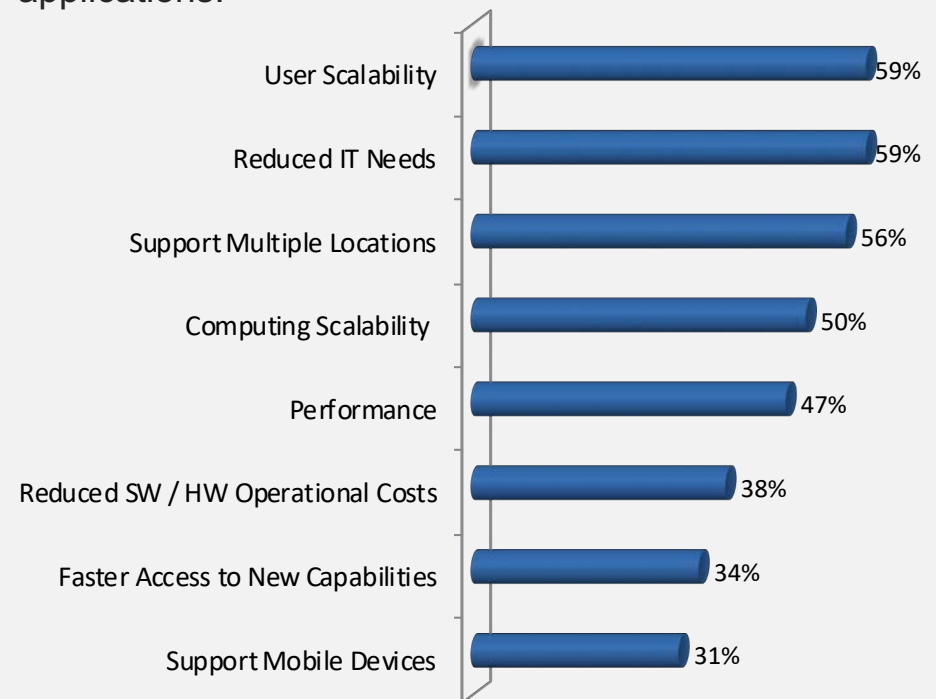 applications.
User Scalability 59%
Reduced IT Needs 59%
Support Multiple Locations 56%
Computing Scalability 50%
Performance 47%
Reduced SW / HW Operational Costs 38%
Faster Access to New Capabilities 34%
Support Mobile Devices 31%